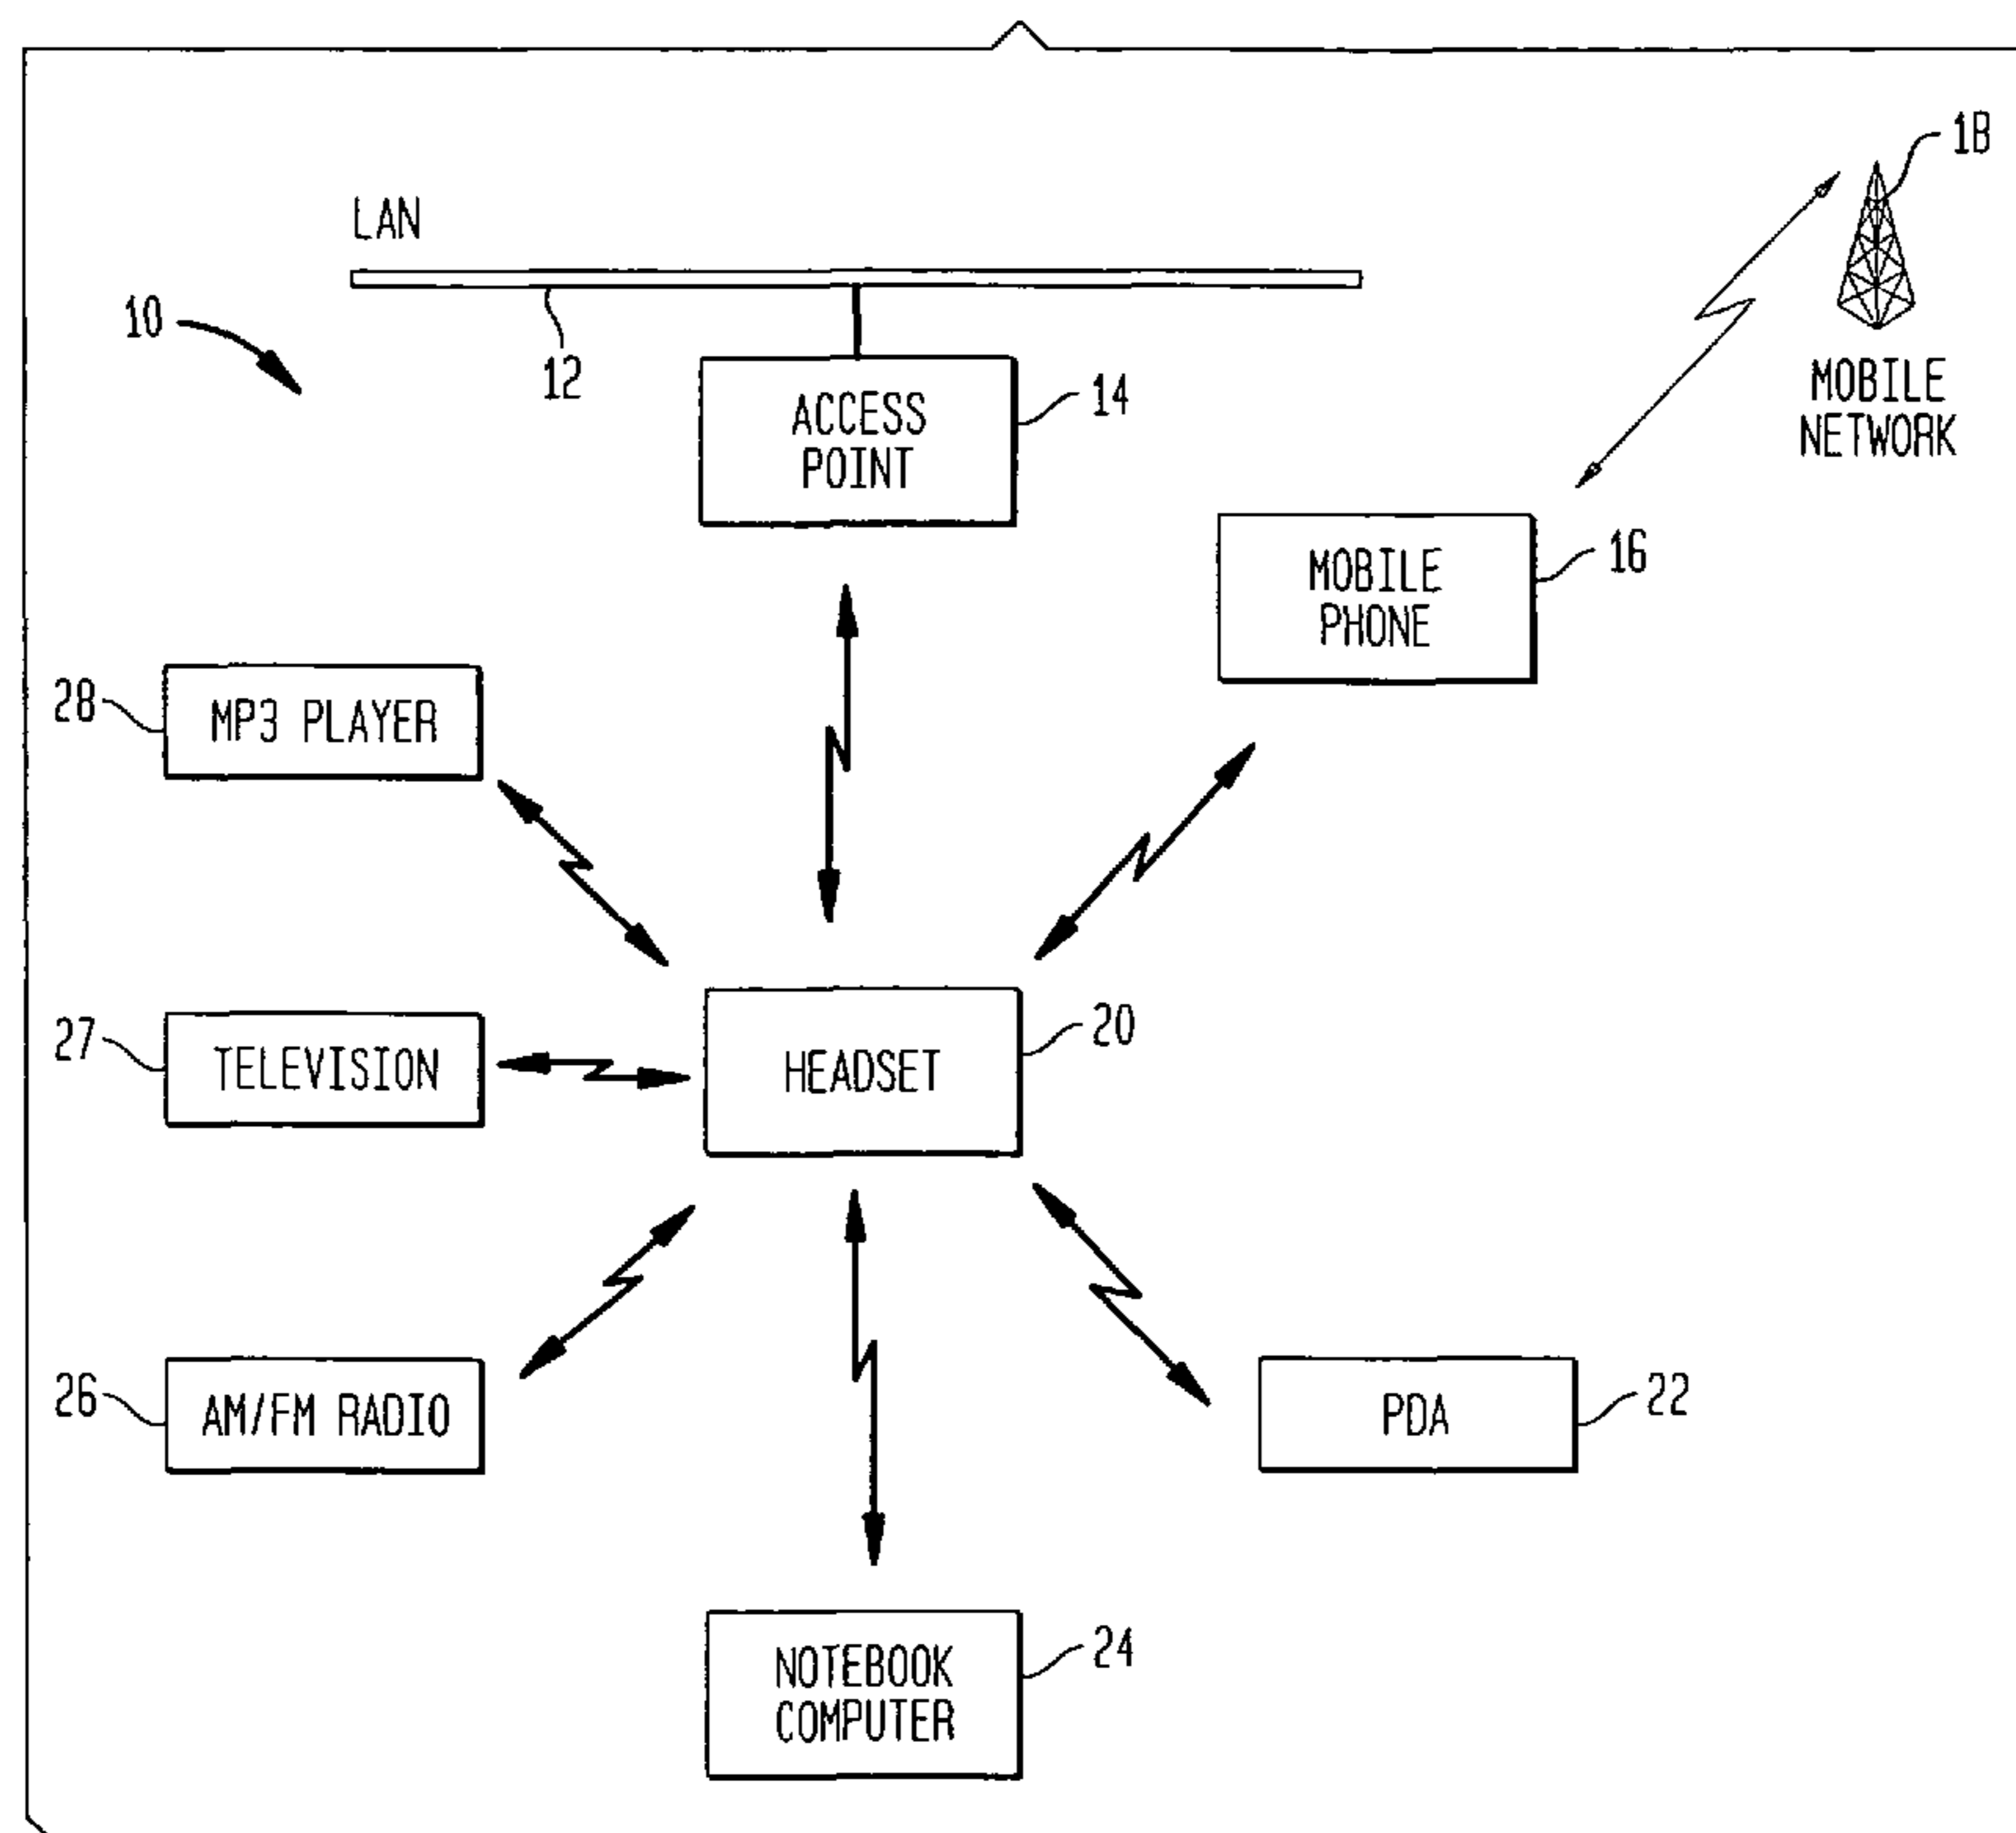 18
LAN
10
12
ACCESS
POINT
14
MOBILE
NETWORK
MOBILE
PHONE
16
28
MP3 PLAYER
27
TELEVISION
HEADSET
20
26
AM/FM RADIO
PDA
22
NOTEBOOK
COMPUTER
24